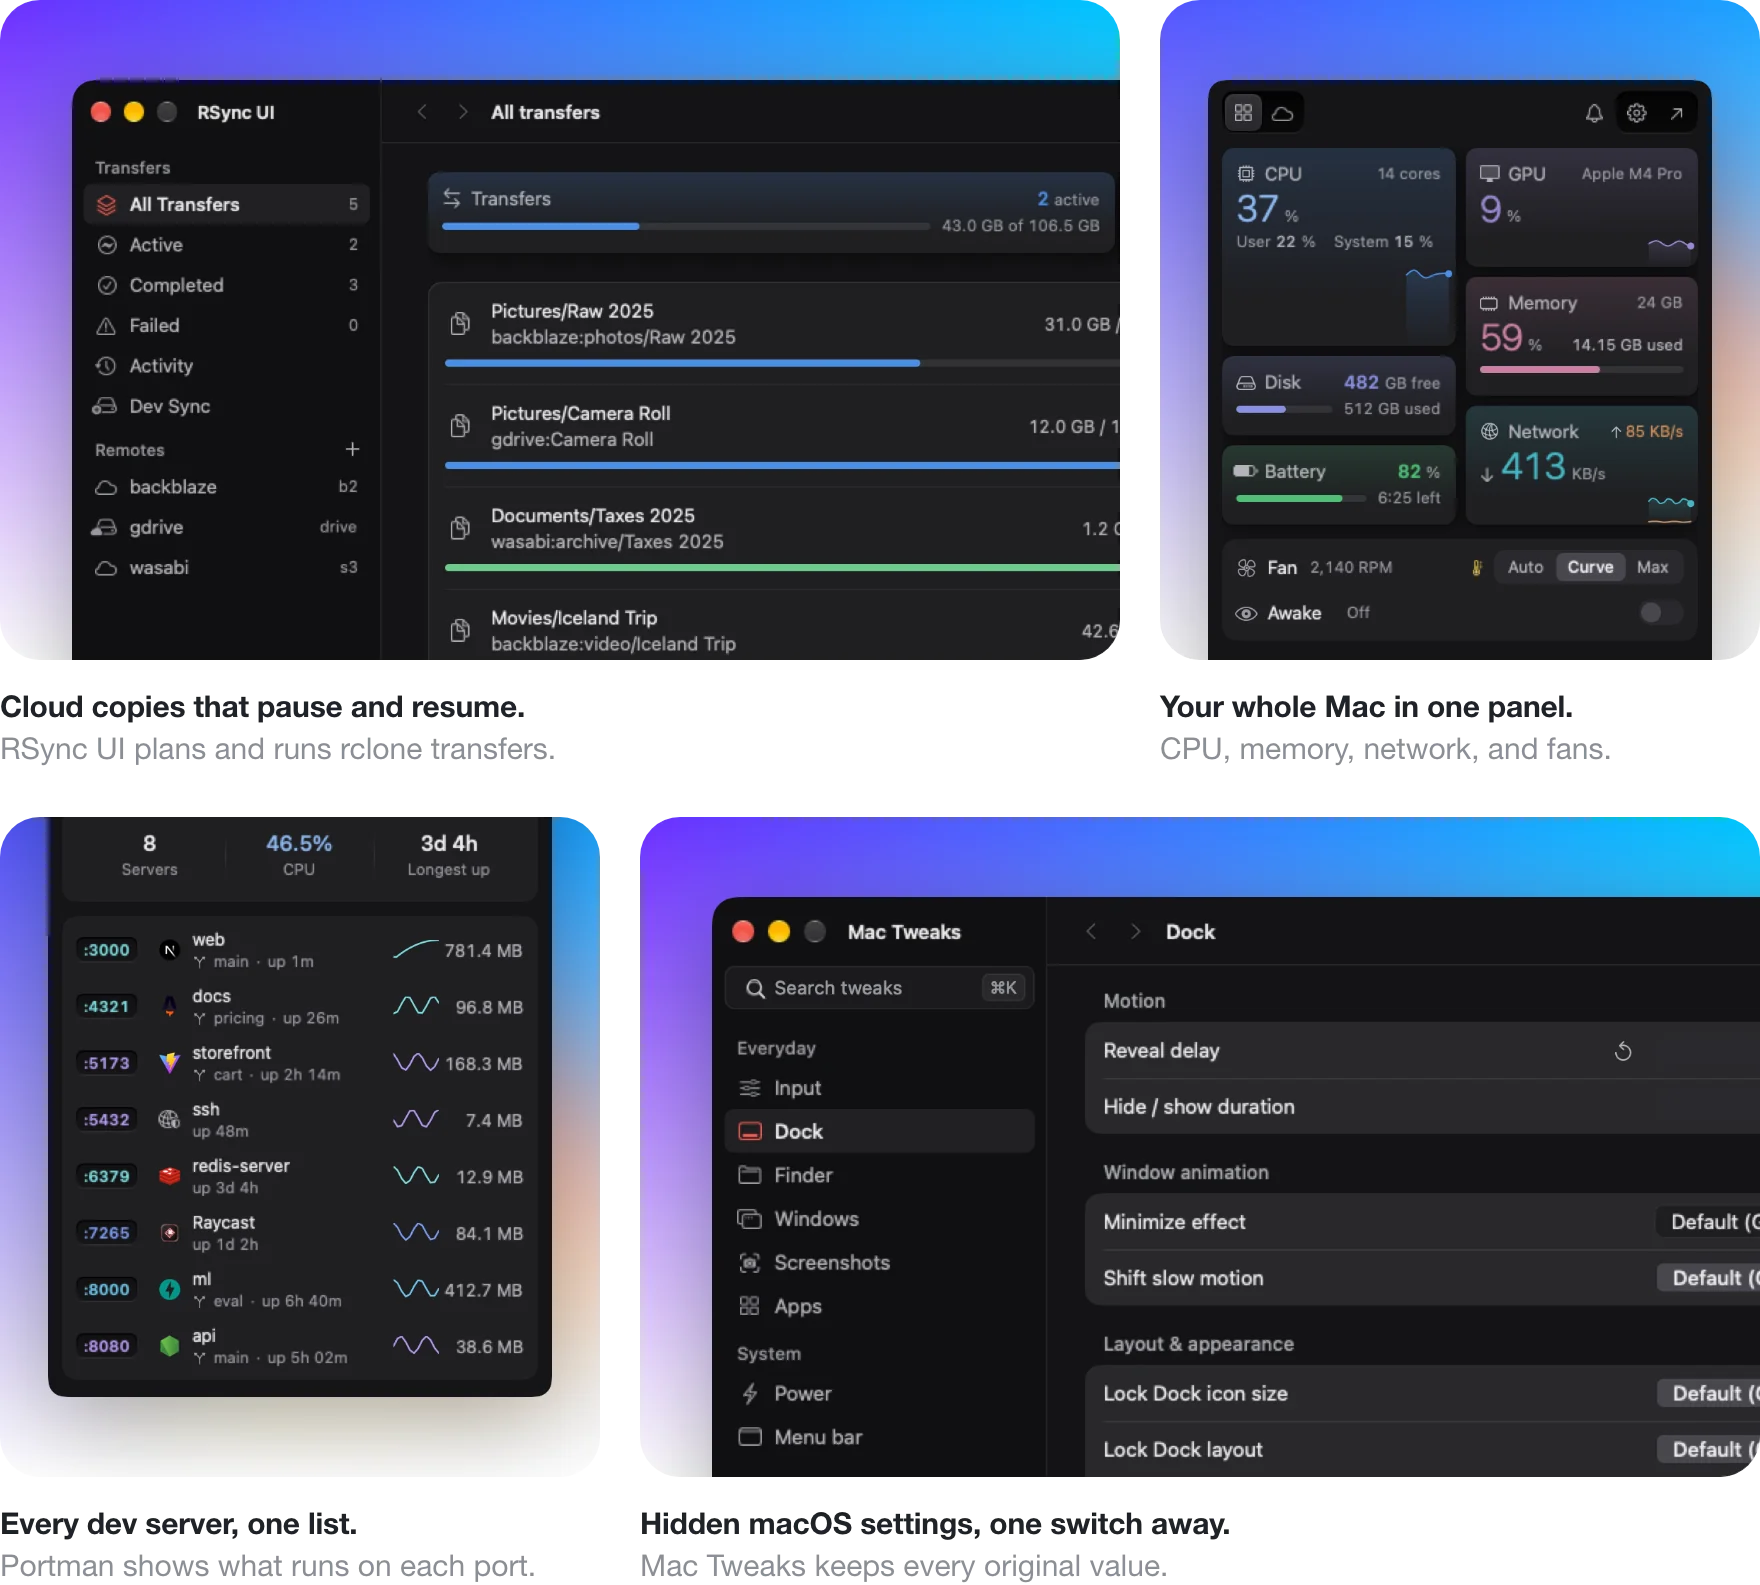 RSync UI
All transfers
Transfers
All Transfers 5
Active 2
Completed 3
Failed 0
Activity
Dev Sync
Remotes +
backblaze b2
gdrive drive
wasabi s3
Transfers 2 active
43.0 GB of 106.5 GB
Pictures/Raw 2025
backblaze:photos/Raw 2025
31.0 GB /
Pictures/Camera Roll
gdrive:Camera Roll
12.0 GB / 1
Documents/Taxes 2025
wasabi:archive/Taxes 2025
1.2
Movies/Iceland Trip
backblaze:video/Iceland Trip
42.6
CPU 14 cores
37 %
User 22 % System 15 %
GPU Apple M4 Pro
9 %
Memory 24 GB
59 % 14.15 GB used
Disk 482 GB free
512 GB used
Network ↑ 85 KB/s
↓ 413 KB/s
Battery 82 %
6:25 left
Fan 2,140 RPM Auto Curve Max
Awake Off
Cloud copies that pause and resume.
RSync UI plans and runs rclone transfers.
Your whole Mac in one panel.
CPU, memory, network, and fans.
8 46.5% 3d 4h
Servers CPU Longest up
:3000 web 781.4 MB
main · up 1m
:4321 docs 96.8 MB
pricing · up 26m
:5173 storefront 168.3 MB
cart · up 2h 14m
:5432 ssh 7.4 MB
up 48m
:6379 redis-server 12.9 MB
up 3d 4h
:7265 Raycast 84.1 MB
up 1d 2h
:8000 ml 412.7 MB
eval · up 6h 40m
:8080 api 38.6 MB
main · up 5h 02m
Mac Tweaks
Dock
Search tweaks ⌘K
Everyday
Input
Dock
Finder
Windows
Screenshots
Apps
System
Power
Menu bar
Motion
Reveal delay
Hide / show duration
Window animation
Minimize effect Default (
Shift slow motion Default (
Layout & appearance
Lock Dock icon size Default (
Lock Dock layout Default (
Every dev server, one list.
Portman shows what runs on each port.
Hidden macOS settings, one switch away.
Mac Tweaks keeps every original value.